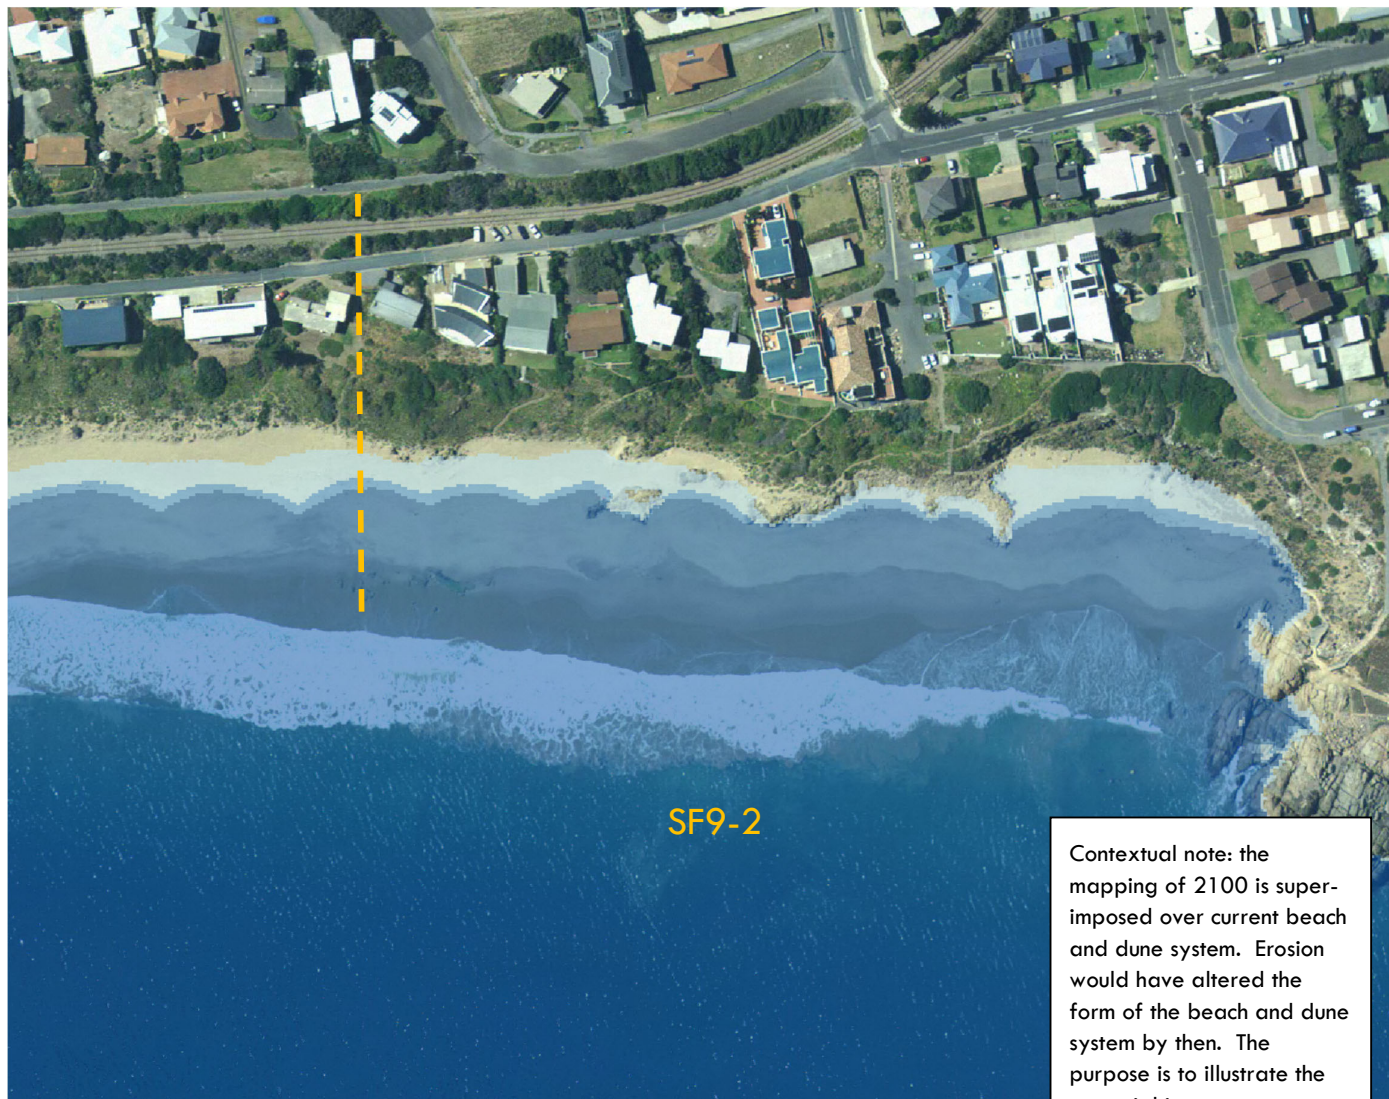 SF9-2
Contextual note: the
mapping of 2100 is super-
imposed over current beach
and dune system. Erosion
would have altered the
form of the beach and dune
system by then. The
purpose is to illustrate the